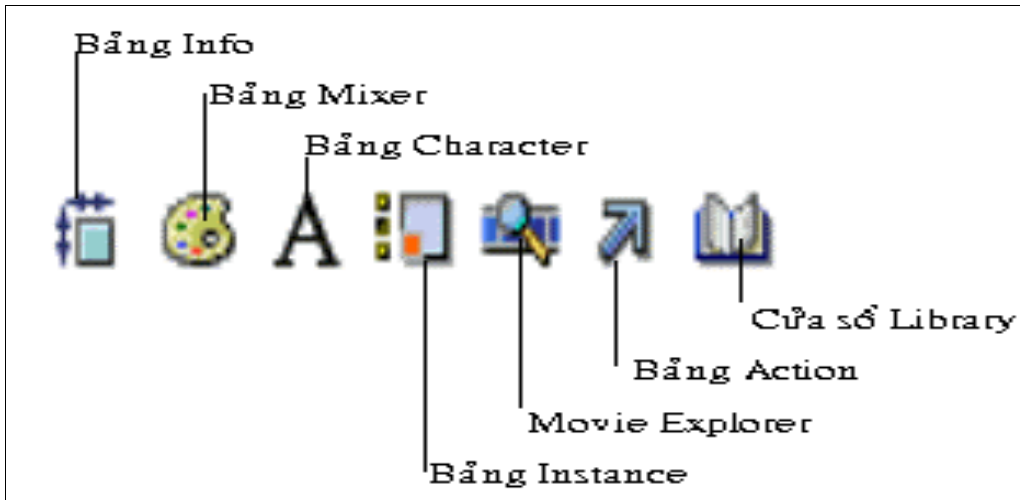 Bảng Info
Bảng Mixer
Bảng Character
Cửa sổ Library
Bảng Action
Movie Explorer
Bảng Instance